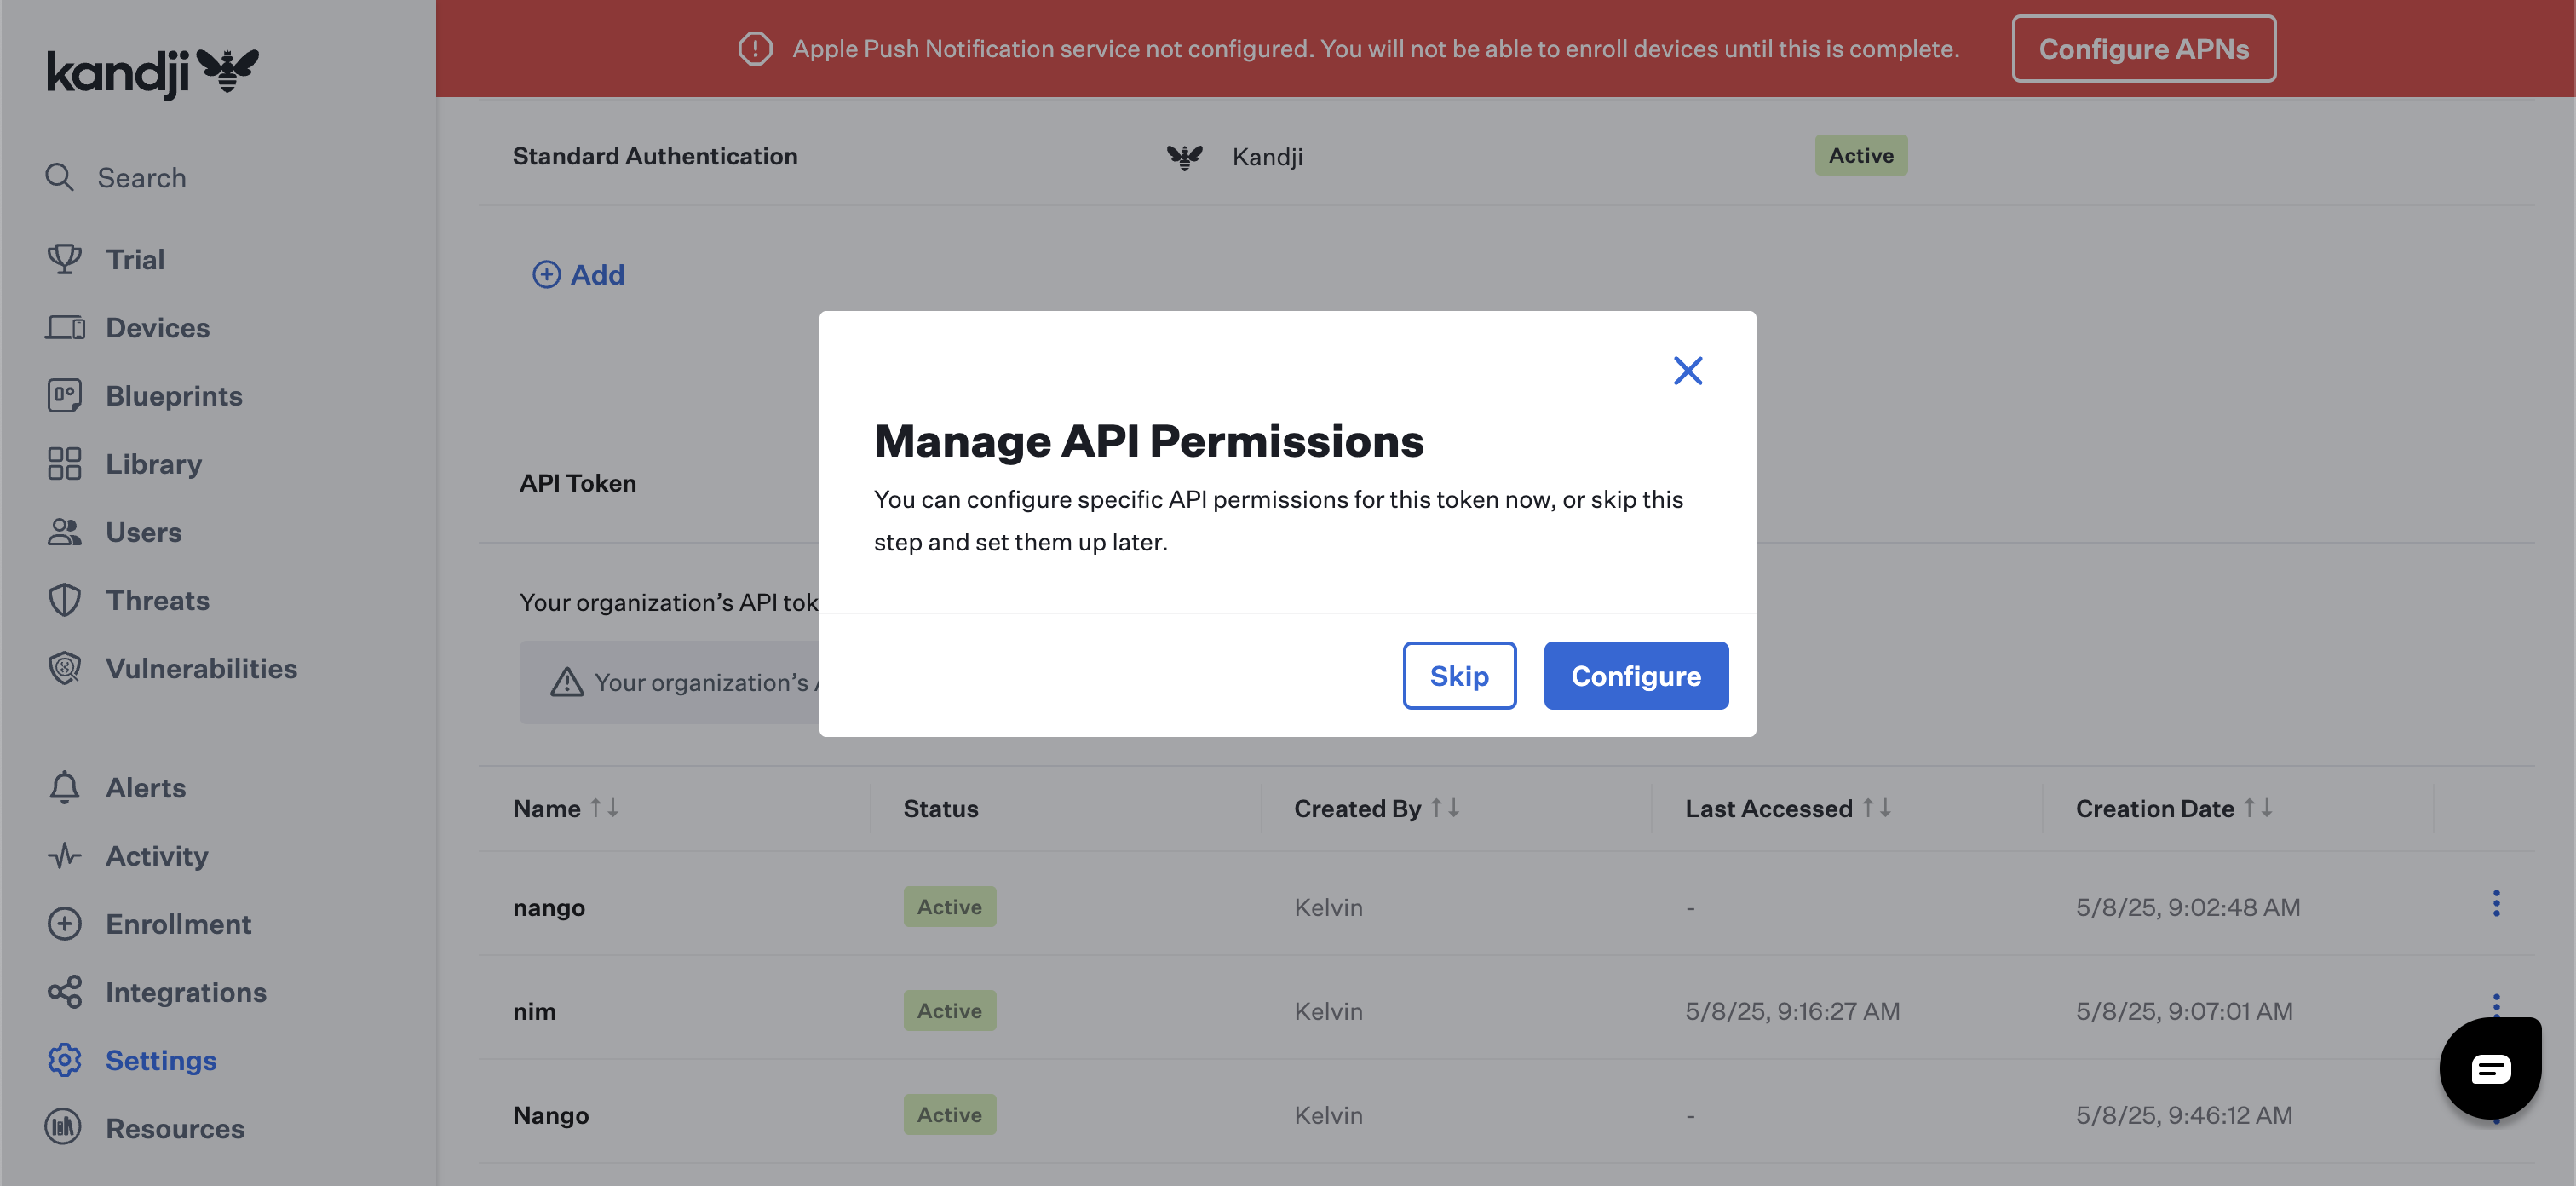 kandji
Apple Push Notification service not configured. You will not be able to enroll devices until this is complete.
Configure APNs
Search
Trial
Devices
Blueprints
Library
Users
Threats
Vulnerabilities
Alerts
Activity
Enrollment
Integrations
Settings
Resources
Standard Authentication Kandji Active
Add
API Token
Your organization’s API tok
Your organization’s A
Manage API Permissions
You can configure specific API permissions for this token now, or skip this
step and set them up later.
Skip Configure
Name Status Created By Last Accessed Creation Date
nango Active Kelvin - 5/8/25, 9:02:48 AM
nim Active Kelvin 5/8/25, 9:16:27 AM 5/8/25, 9:07:01 AM
Nango Active Kelvin - 5/8/25, 9:46:12 AM